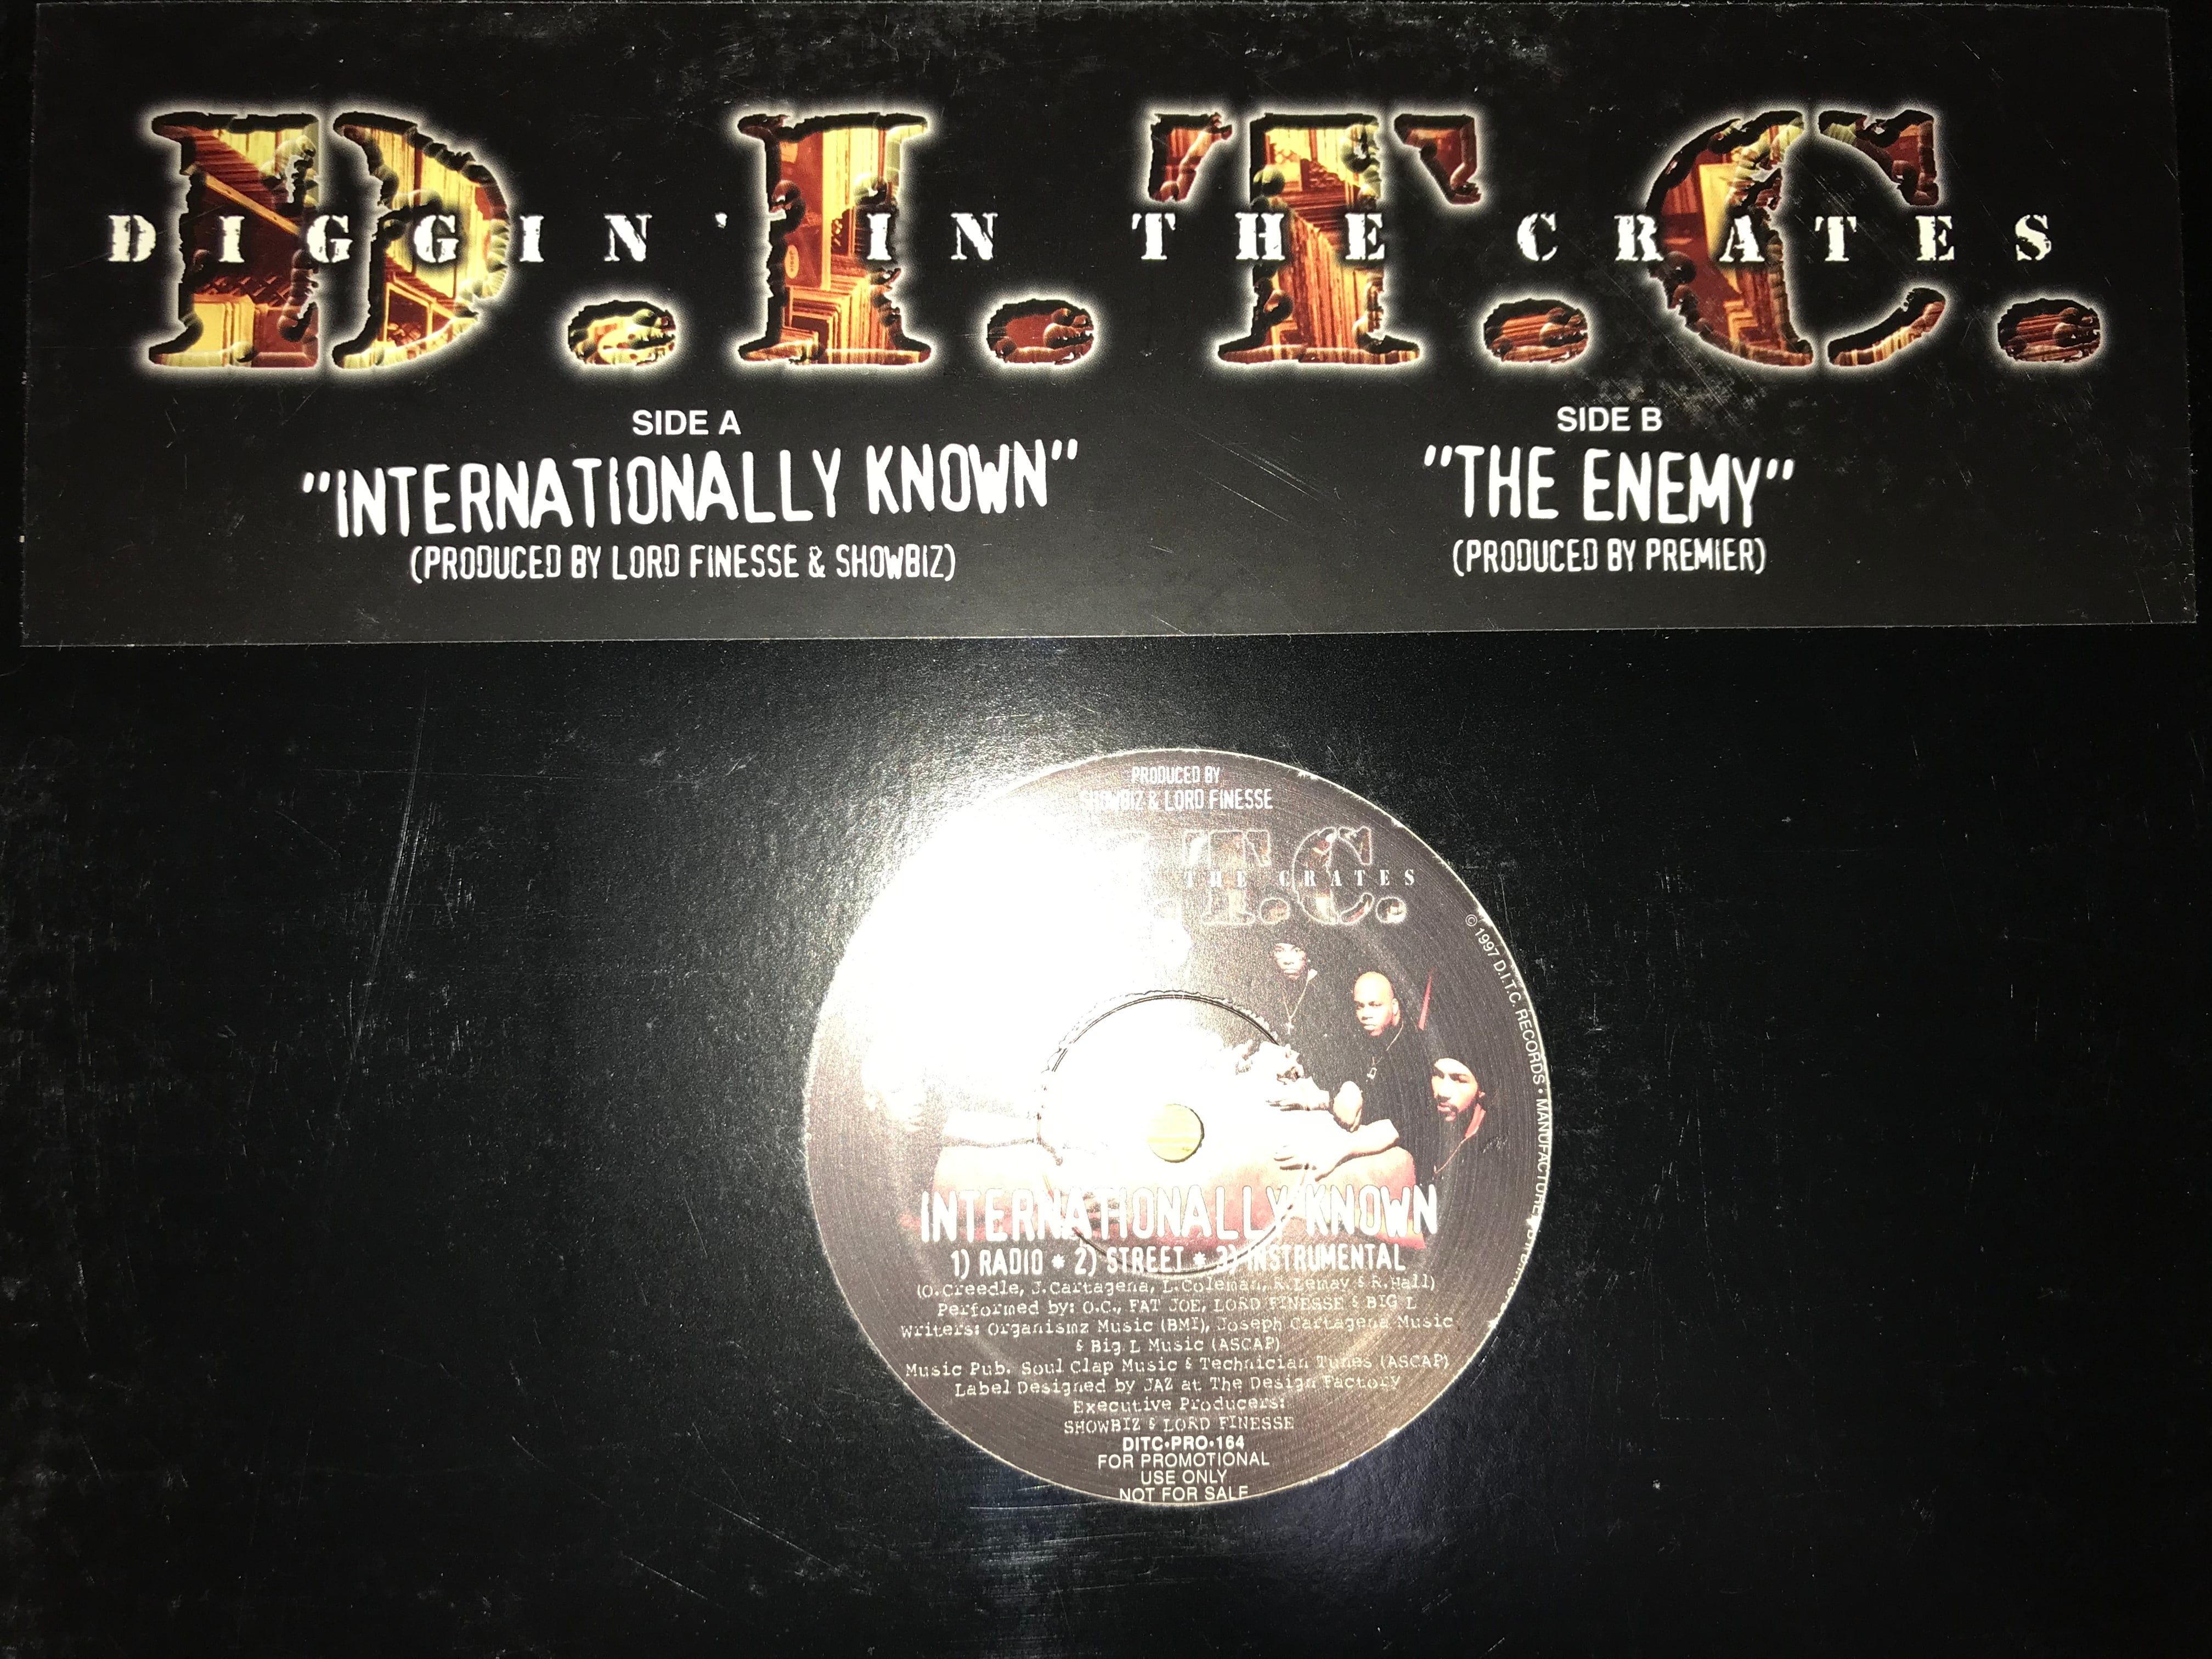 D.I.T.C.
DIGGIN' IN THE CRATES
SIDE A
"INTERNATIONALLY KNOWN"
(PRODUCED BY LORD FINESSE & SHOWBIZ)
SIDE B
"THE ENEMY"
(PRODUCED BY PREMIER)
PRODUCED BY
SHOWBIZ & LORD FINESSE
T.C.
THE CRATES
© 1997 D.I.T.C. RECORDS • MANUFACTURE
INTERNATIONALLY KNOWN
1) RADIO * 2) STREET * 3) INSTRUMENTAL
(O.Creedle, J.Cartagena, L.Coleman, R.Lemay & R.Hall)
Performed by: O.C., FAT JOE, LORD FINESSE & BIG L
Writers: Organismz Music (BMI), Joseph Cartagena Music
& Big L Music (ASCAP)
Music Pub. Soul Clap Music & Technician Tunes (ASCAP)
Label Designed by JAZ at The Design Factory
Executive Producers:
SHOWBIZ & LORD FINESSE
DITC•PRO•164
FOR PROMOTIONAL
USE ONLY
NOT FOR SALE